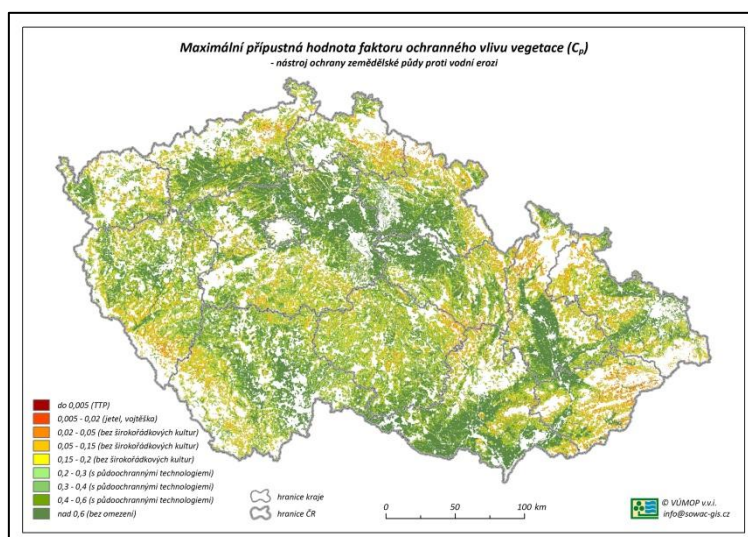 Maximální přípustná hodnota faktoru ochranného vlivu vegetace (Cp)
- nástroj ochrany zemědělské půdy proti vodní erozi
do 0,005 (TTP)
0,005 - 0,02 (jetel, vojtěška)
0,02 - 0,05 (bez širokořádkových kultur)
0,05 - 0,15 (bez širokořádkových kultur)
0,15 - 0,2 (bez širokořádkových kultur)
0,2 - 0,3 (s půdoochrannými technologiemi)
0,3 - 0,4 (s půdoochrannými technologiemi)
0,4 - 0,6 (s půdoochrannými technologiemi)
nad 0,6 (bez omezení)
hranice kraje
hranice ČR
0 50 100 km
© VÚMOP v.v.i.
info@sowac-gis.cz